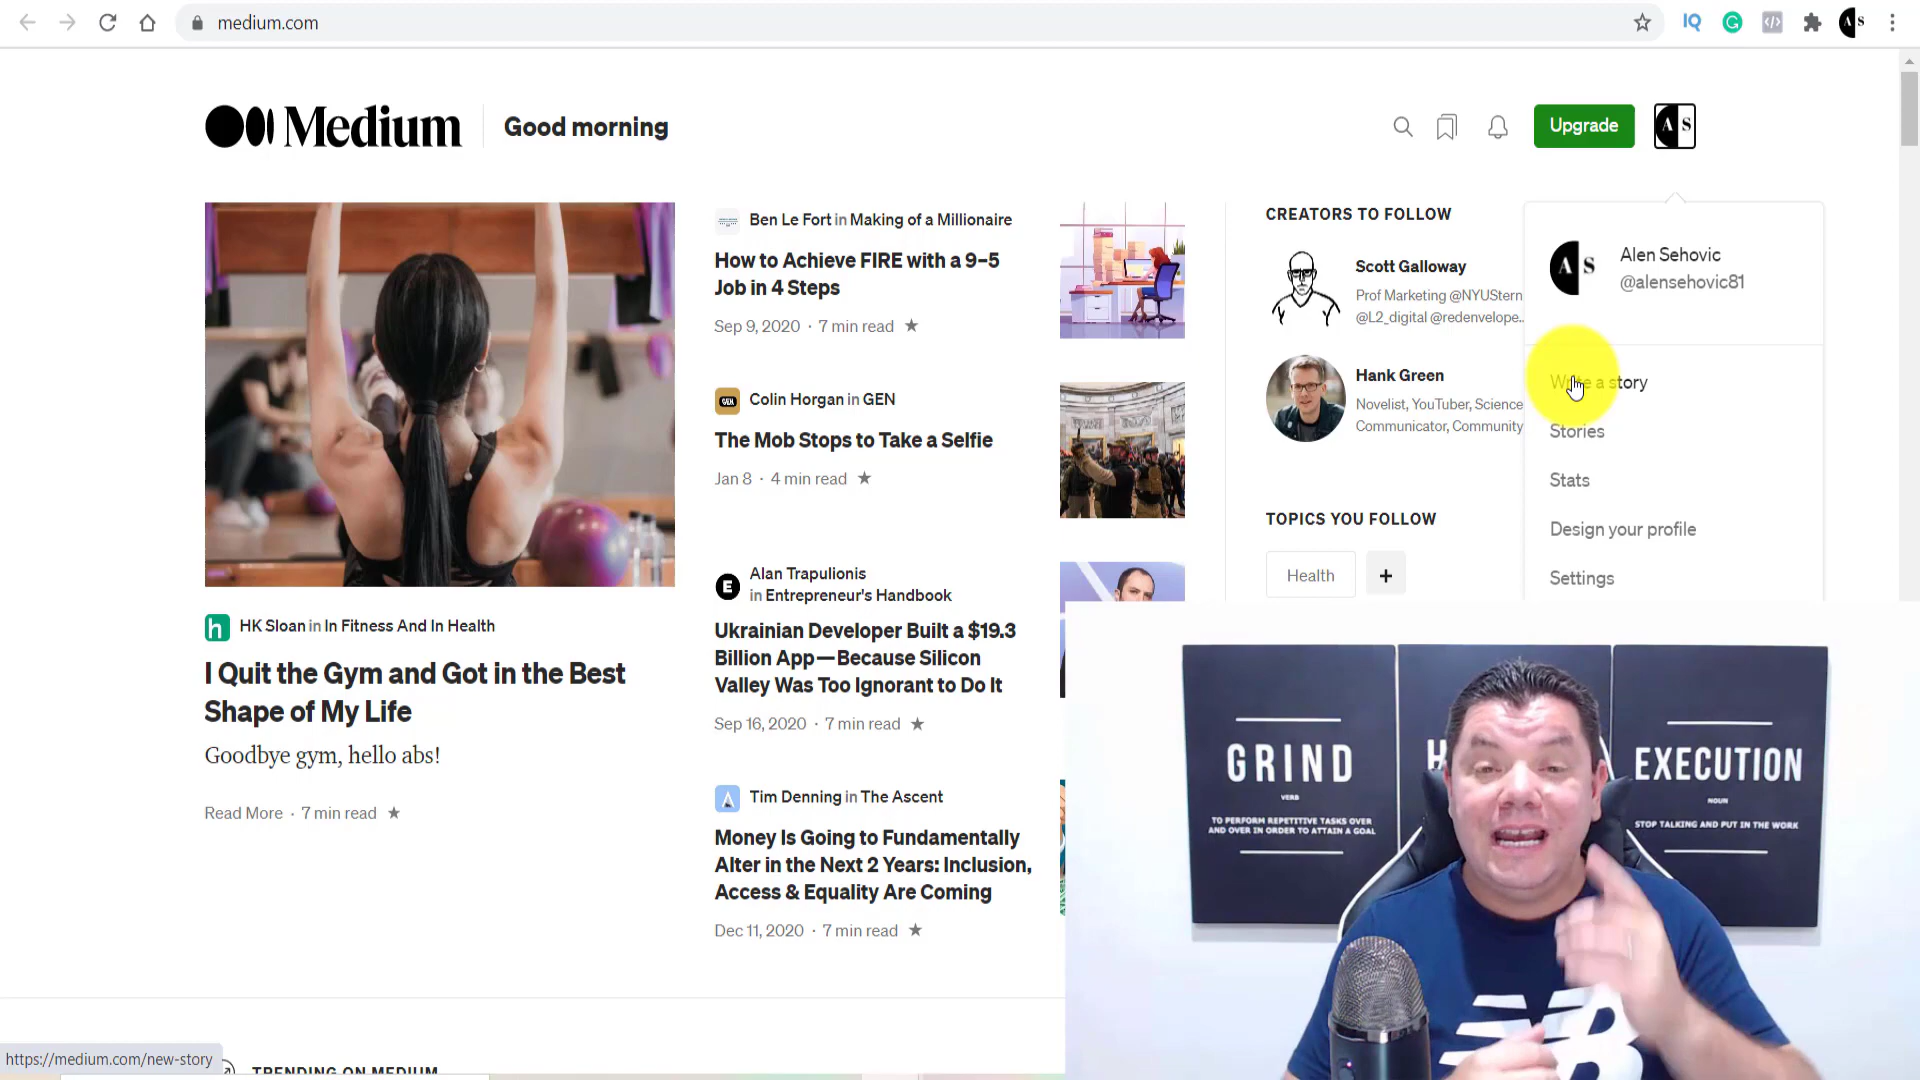 medium.com
IQ
G
A S
Medium
Good morning
Upgrade
A S
Ben Le Fort in Making of a Millionaire
How to Achieve FIRE with a 9-5
Job in 4 Steps
Sep 9, 2020 · 7 min read ★
GEN
Colin Horgan in GEN
The Mob Stops to Take a Selfie
Jan 8 · 4 min read ★
E
Alan Trapulionis
in Entrepreneur's Handbook
Ukrainian Developer Built a $19.3
Billion App—Because Silicon
Valley Was Too Ignorant to Do It
Sep 16, 2020 · 7 min read ★
Tim Denning in The Ascent
Money Is Going to Fundamentally
Alter in the Next 2 Years: Inclusion,
Access & Equality Are Coming
Dec 11, 2020 · 7 min read ★
h
HK Sloan in In Fitness And In Health
I Quit the Gym and Got in the Best
Shape of My Life
Goodbye gym, hello abs!
Read More · 7 min read ★
CREATORS TO FOLLOW
Scott Galloway
Prof Marketing @NYUStern
@L2_digital @redenvelope..
Hank Green
Novelist, YouTuber, Science
Communicator, Community
TOPICS YOU FOLLOW
Health
+
A S
Alen Sehovic
@alensehovic81
Write a story
Stories
Stats
Design your profile
Settings
GRIND
VERB
TO PERFORM REPETITIVE TASKS OVER
AND OVER IN ORDER TO ATTAIN A GOAL
H
EXECUTION
NOUN
STOP TALKING AND PUT IN THE WORK
https://medium.com/new-story
TRENDING ON MEDIUM